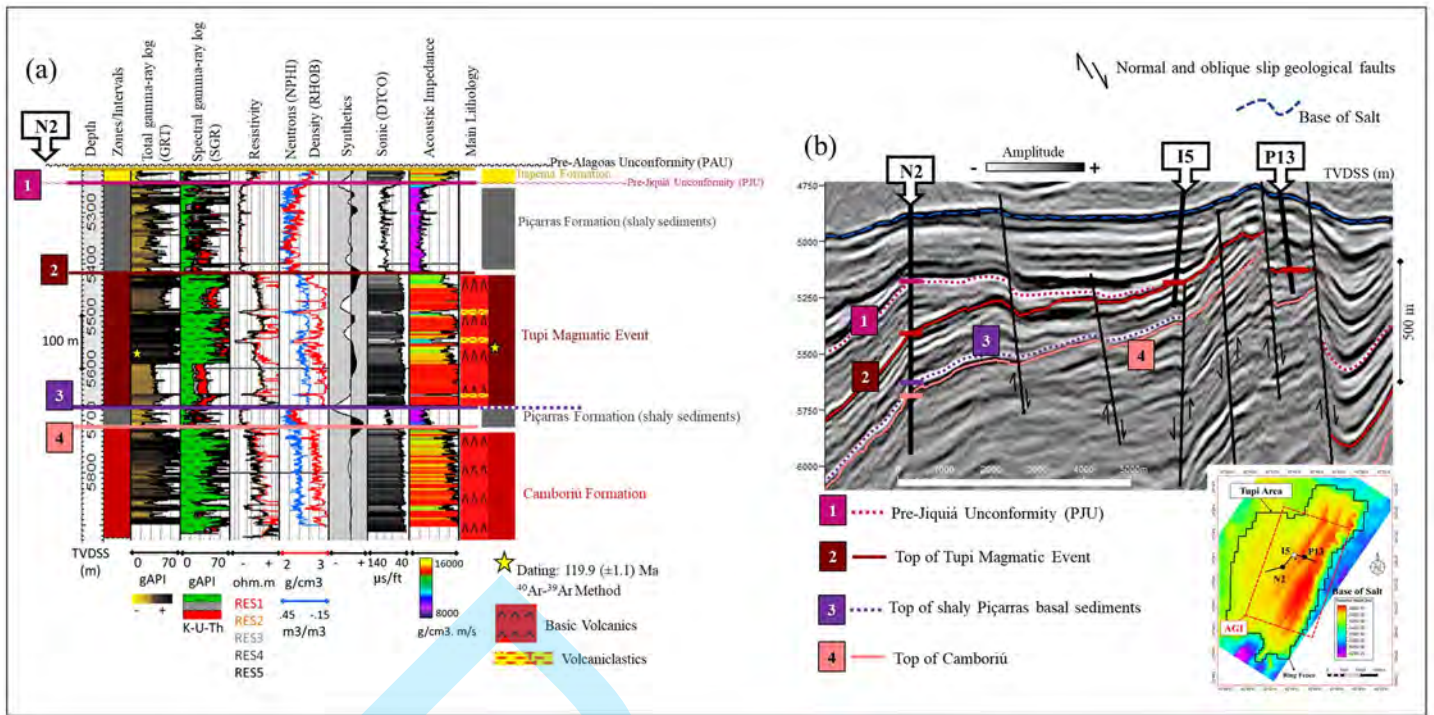 (a)
N2
Depth
Zones/Intervals
Total gamma-ray log
(GRT)
Spectral gamma-ray log
(SGR)
Resistivity
Neutrons (NPHI)
Density (RHOB)
Synthetics
Sonic (DTCO)
Acoustic Impedance
Main Lithology
Pre-Alagoas Unconformity (PAU)
Itapema Formation
1
Pre-Jiquiá Unconformity (PJU)
5300
Piçarras Formation (shaly sediments)
5400
2
5500
Tupi Magmatic Event
100 m
5600
3
5700
Piçarras Formation (shaly sediments)
4
5800
Camboriú Formation
TVDSS
(m)
0 70
gAPI
- +
0 70
gAPI
K-U-Th
- +
ohm.m
RES1
RES2
RES3
RES4
RES5
2 3
g/cm3
.45 -.15
m3/m3
- +
140 40
µs/ft
16000
8000
g/cm3. m/s
Dating: 119.9 (±1.1) Ma
⁴⁰Ar-³⁹Ar Method
Basic Volcanics
Volcaniclastics
Normal and oblique slip geological faults
Base of Salt
(b)
Amplitude
- +
N2
I5
P13
TVDSS (m)
4750
5000
5250
5500
5750
6000
500 m
1
2
3
4
0 1000 2000 3000 4000 5000m
1 Pre-Jiquiá Unconformity (PJU)
2 Top of Tupi Magmatic Event
3 Top of shaly Piçarras basal sediments
4 Top of Camboriú
Tupi Area
I5
P13
N2
Base of Salt
AGI
Ring Fence